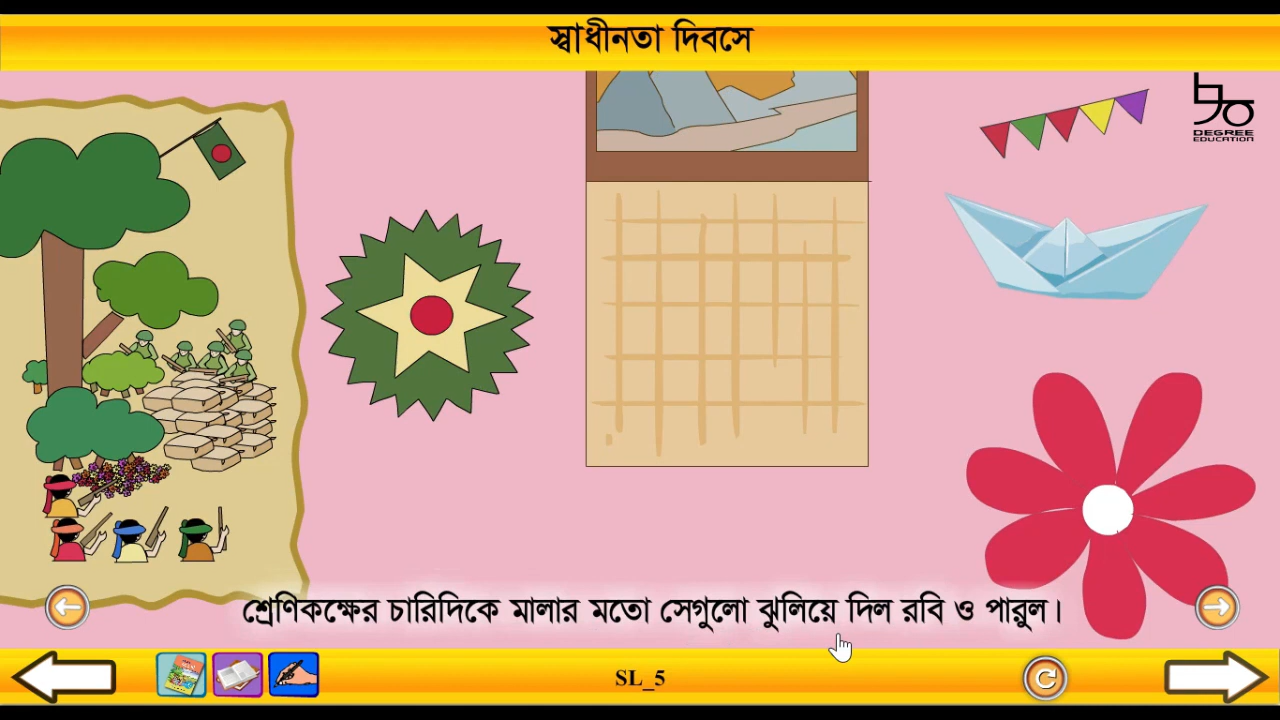 স্বাধীনতা দিবসে
DEGREE
EDUCATION
শ্রেণিকক্ষের চারিদিকে মালার মতো সেগুলো ঝুলিয়ে দিল রবি ও পারুল।
SL_5